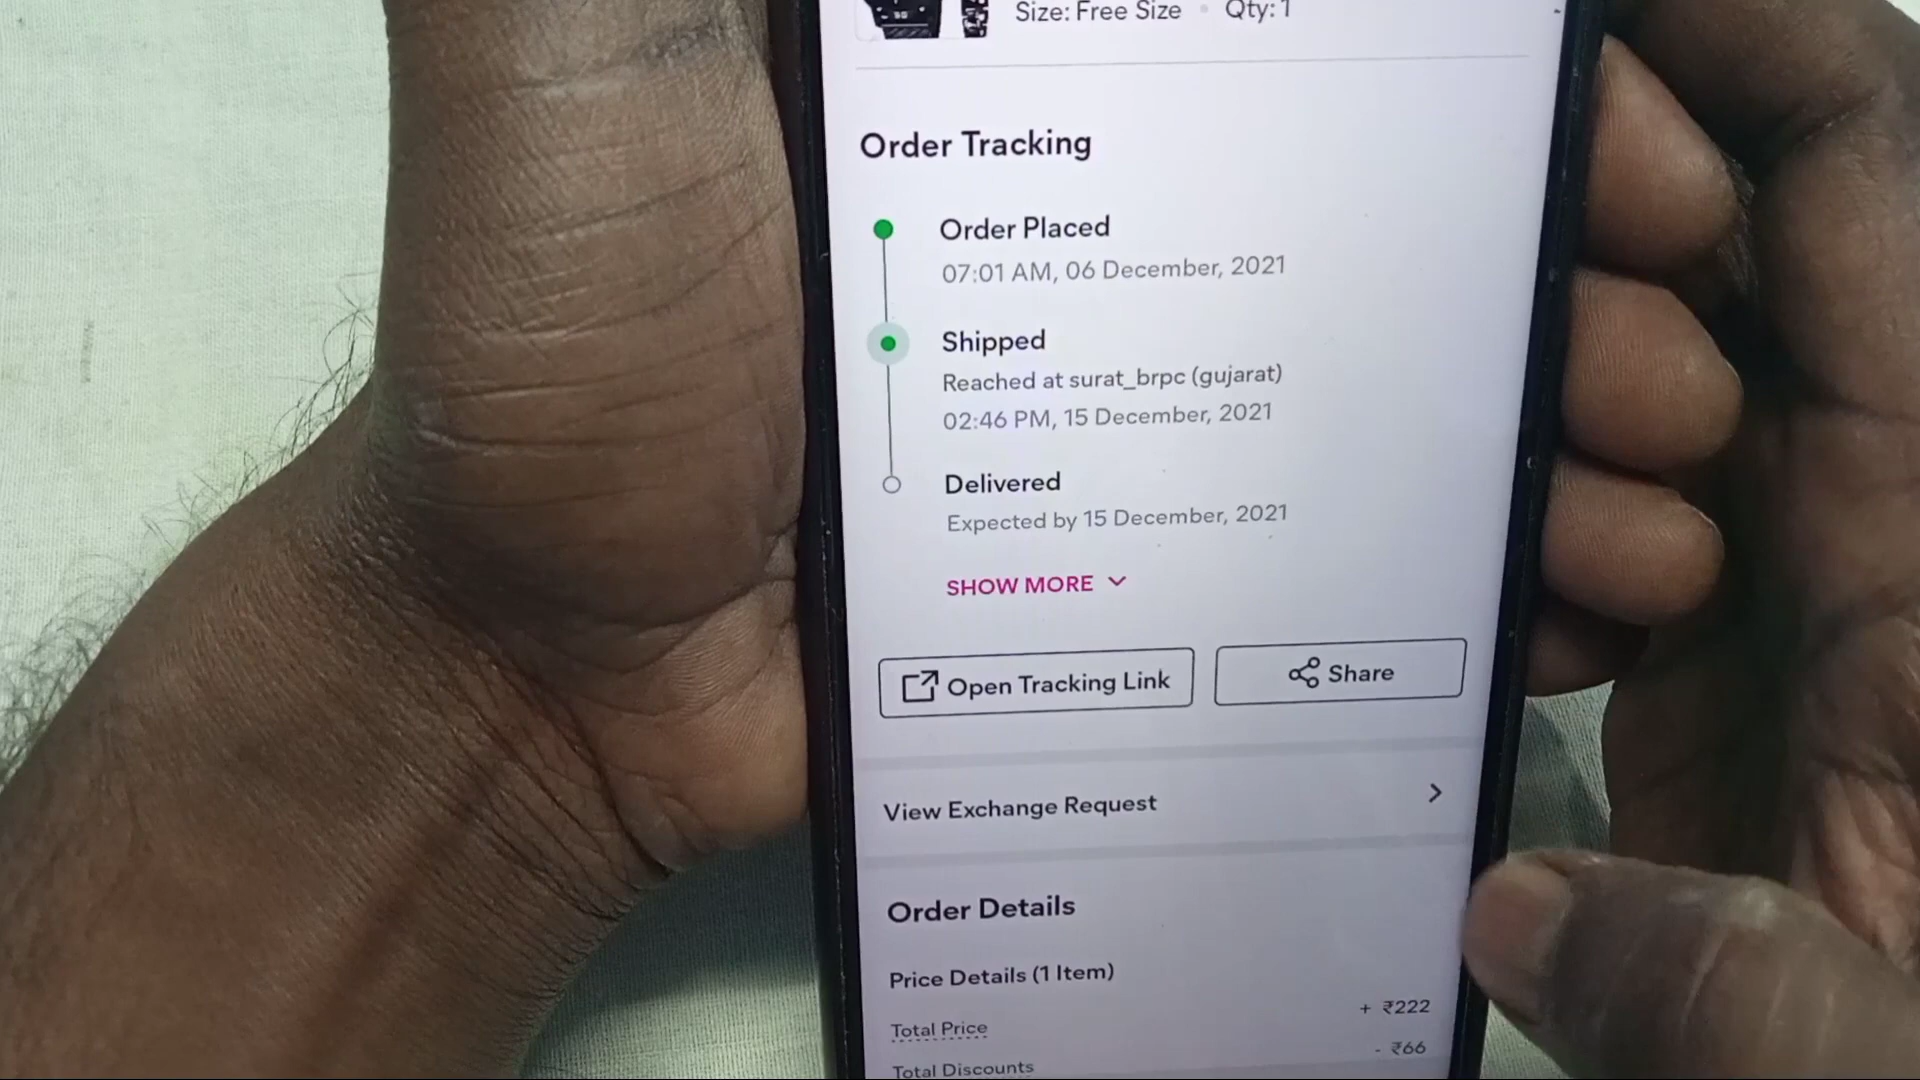 Size: Free Size • Qty: 1
Order Tracking
Order Placed
07:01 AM, 06 December, 2021
Shipped
Reached at surat_brpc (gujarat)
02:46 PM, 15 December, 2021
Delivered
Expected by 15 December, 2021
SHOW MORE
Open Tracking Link
Share
View Exchange Request
Order Details
Price Details (1 Item)
Total Price + ₹222
Total Discounts - ₹66